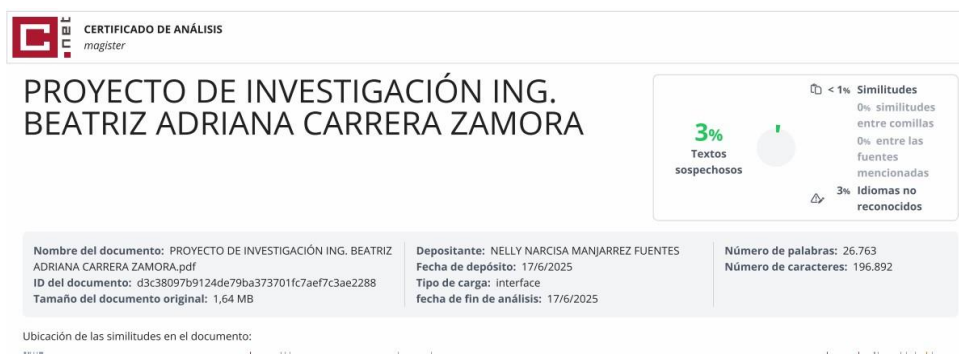 C.net
CERTIFICADO DE ANÁLISIS
magister
PROYECTO DE INVESTIGACIÓN ING.
BEATRIZ ADRIANA CARRERA ZAMORA
3%
Textos
sospechosos
< 1% Similitudes
0% similitudes
entre comillas
0% entre las
fuentes
mencionadas
3% Idiomas no
reconocidos
Nombre del documento: PROYECTO DE INVESTIGACIÓN ING. BEATRIZ
ADRIANA CARRERA ZAMORA.pdf
ID del documento: d3c38097b9124de79ba373701fc7aef7c3ae2288
Tamaño del documento original: 1,64 MB
Depositante: NELLY NARCISA MANJARREZ FUENTES
Fecha de depósito: 17/6/2025
Tipo de carga: interface
fecha de fin de análisis: 17/6/2025
Número de palabras: 26.763
Número de caracteres: 196.892
Ubicación de las similitudes en el documento: